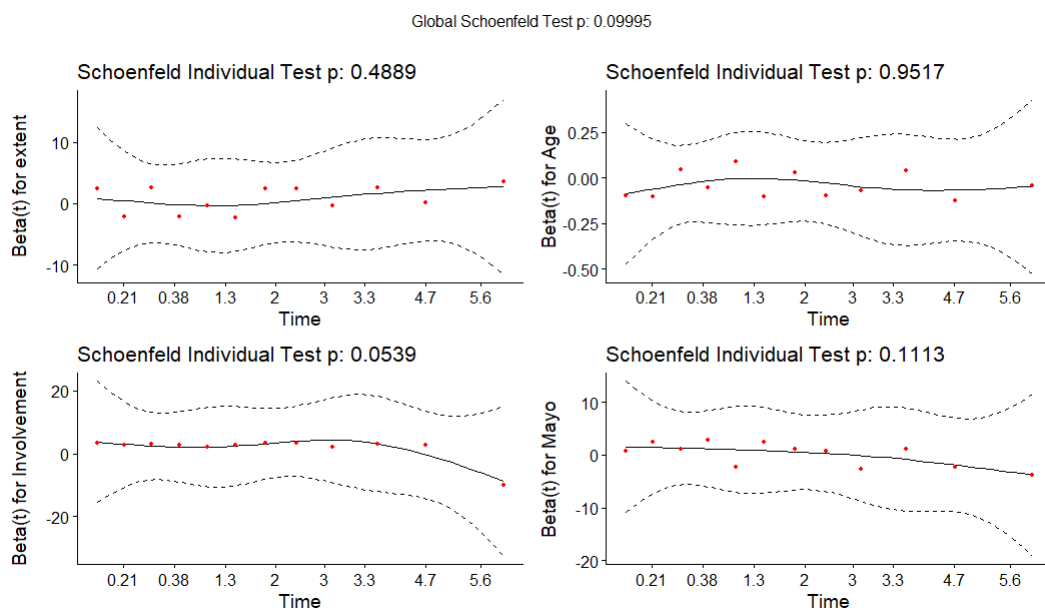 Global Schoenfeld Test p: 0.09995
Schoenfeld Individual Test p: 0.4889
Beta(t) for extent
10
0
-10
0.21 0.38 1.3 2 3 3.3 4.7 5.6
Time
Schoenfeld Individual Test p: 0.9517
Beta(t) for Age
0.25
0.00
-0.25
-0.50
0.21 0.38 1.3 2 3 3.3 4.7 5.6
Time
Schoenfeld Individual Test p: 0.0539
Beta(t) for Involvement
20
0
-20
0.21 0.38 1.3 2 3 3.3 4.7 5.6
Time
Schoenfeld Individual Test p: 0.1113
Beta(t) for Mayo
10
0
-10
-20
0.21 0.38 1.3 2 3 3.3 4.7 5.6
Time